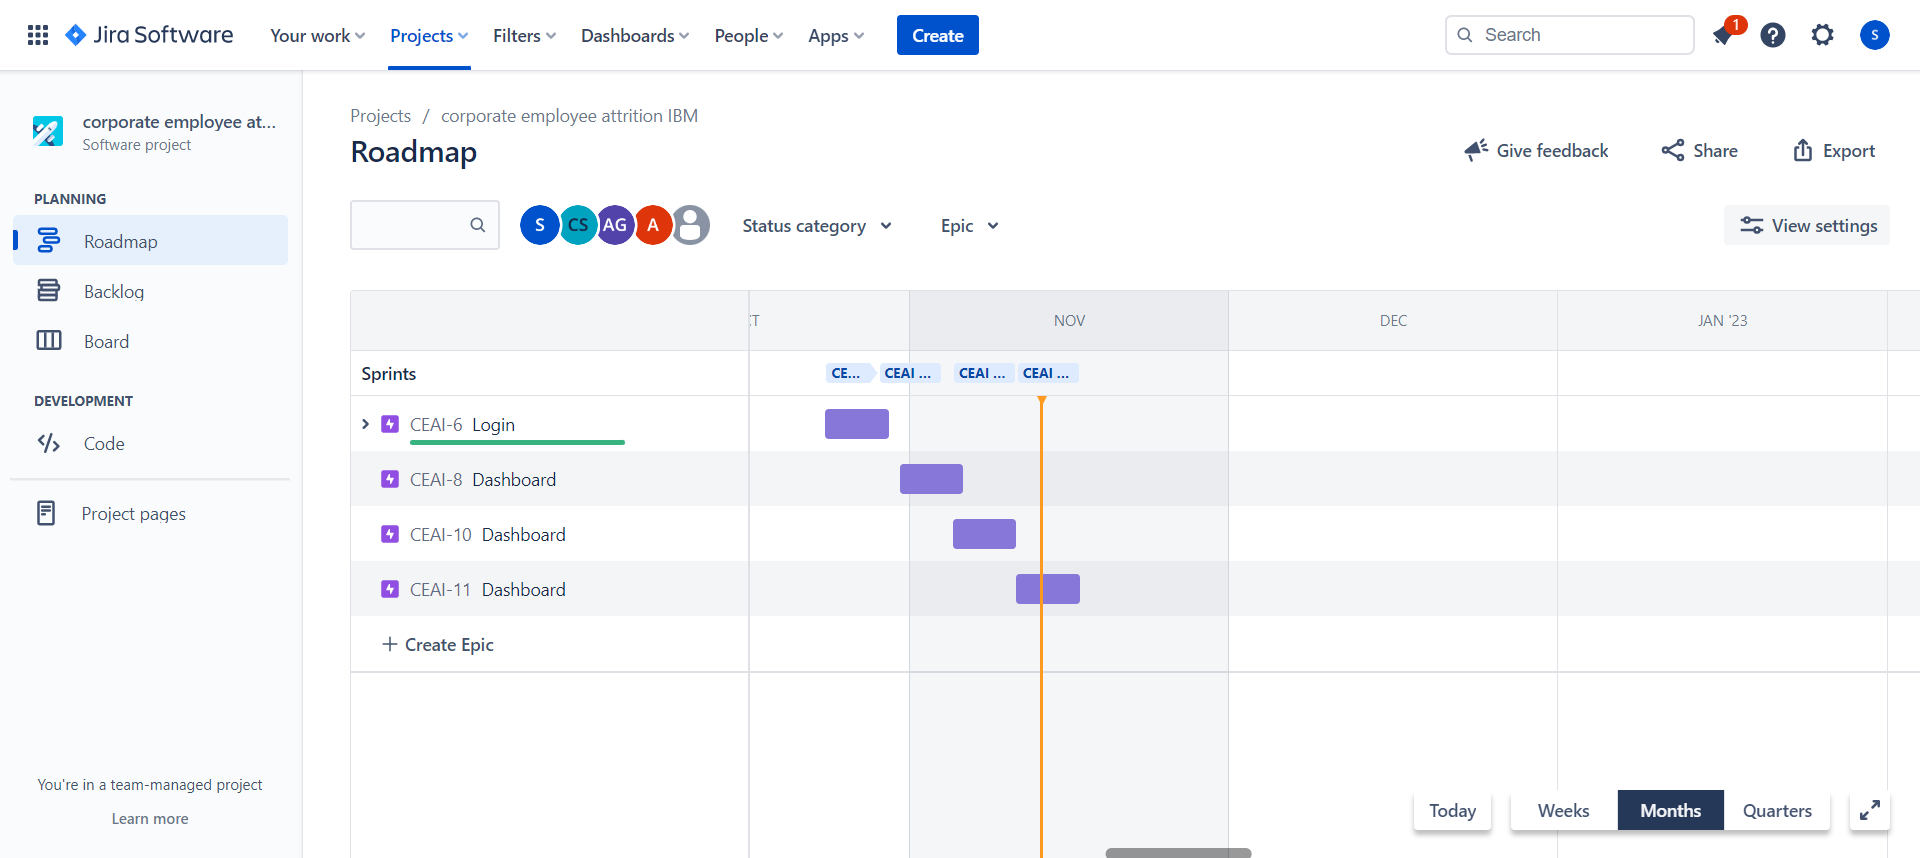 Jira Software Your work Projects Filters Dashboards People Apps Create Search 1 S
corporate employee at...
Software project
PLANNING
Roadmap
Backlog
Board
DEVELOPMENT
Code
Project pages
You're in a team-managed project
Learn more
Projects / corporate employee attrition IBM
Roadmap
Give feedback Share Export
S CS AG A Status category Epic View settings
NOV DEC JAN '23
Sprints CE... CEAI ... CEAI ... CEAI ...
CEAI-6 Login
CEAI-8 Dashboard
CEAI-10 Dashboard
CEAI-11 Dashboard
+ Create Epic
Today Weeks Months Quarters